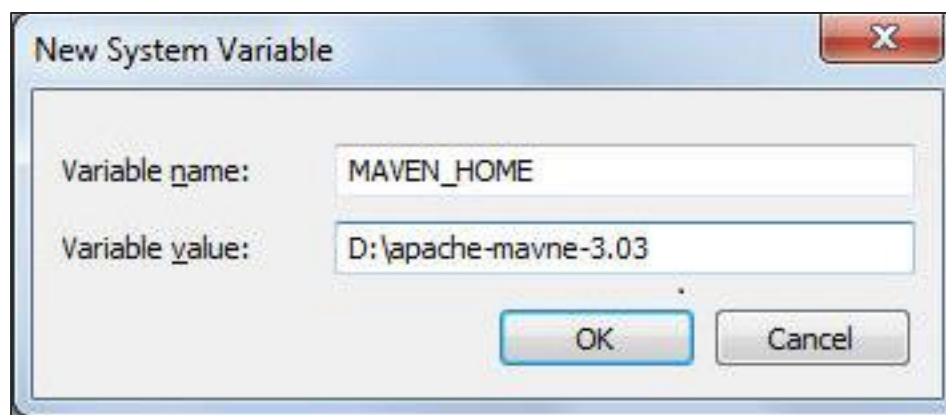 New System Variable
Variable name: MAVEN_HOME
Variable value: D:\apache-mavne-3.03
OK Cancel